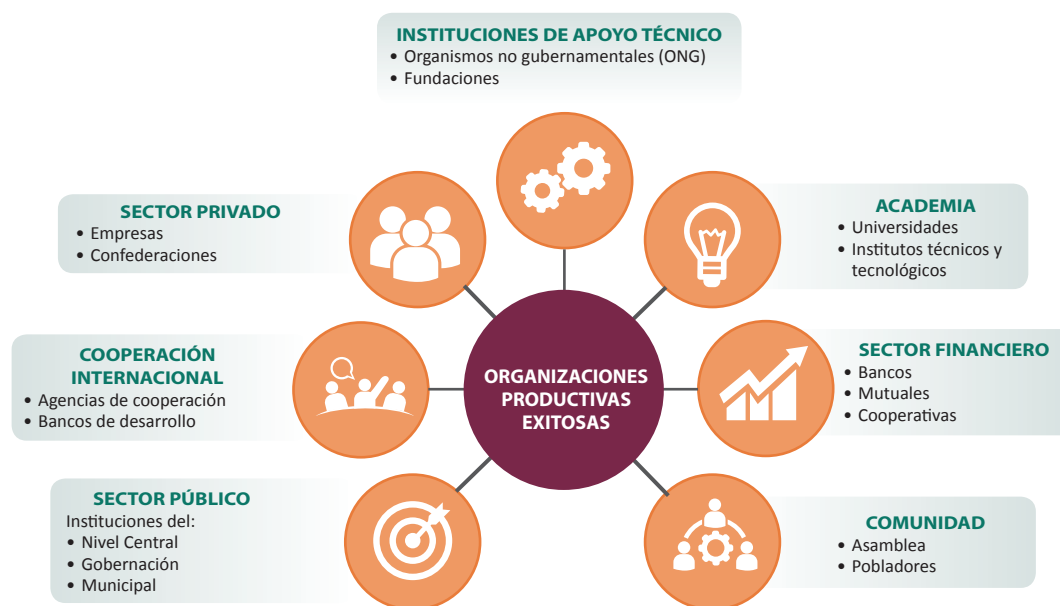 INSTITUCIONES DE APOYO TÉCNICO
• Organismos no gubernamentales (ONG)
• Fundaciones
SECTOR PRIVADO
• Empresas
• Confederaciones
ACADEMIA
• Universidades
• Institutos técnicos y
tecnológicos
COOPERACIÓN
INTERNACIONAL
• Agencias de cooperación
• Bancos de desarrollo
ORGANIZACIONES
PRODUCTIVAS
EXITOSAS
SECTOR FINANCIERO
• Bancos
• Mutuales
• Cooperativas
SECTOR PÚBLICO
Instituciones del:
• Nivel Central
• Gobernación
• Municipal
COMUNIDAD
• Asamblea
• Pobladores